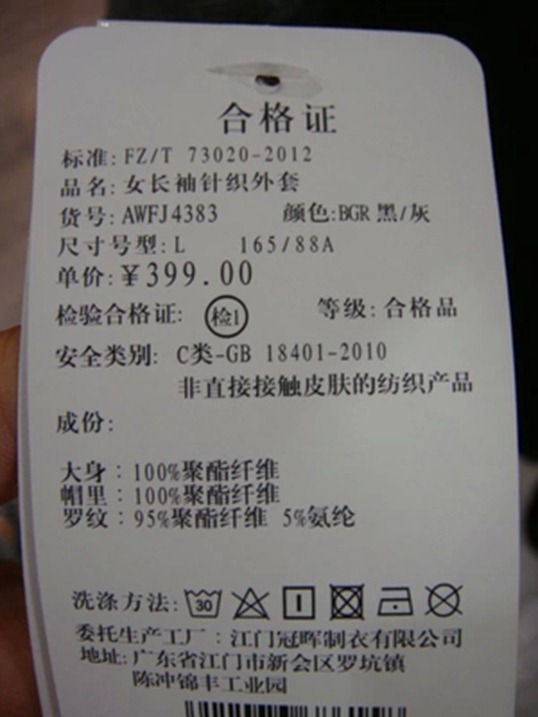 合格证
标准: FZ/T 73020-2012
品名: 女长袖针织外套
货号: AWFJ4383 颜色:BGR 黑/灰
尺寸号型: L 165/88A
单价: ¥399.00
检验合格证: 检1 等级: 合格品
安全类别: C类-GB 18401-2010
非直接接触皮肤的纺织产品
成份:
大身: 100%聚酯纤维
帽里: 100%聚酯纤维
罗纹: 95%聚酯纤维 5%氨纶
洗涤方法: 30
委托生产工厂: 江门冠晖制衣有限公司
地址: 广东省江门市新会区罗坑镇
陈冲锦丰工业园